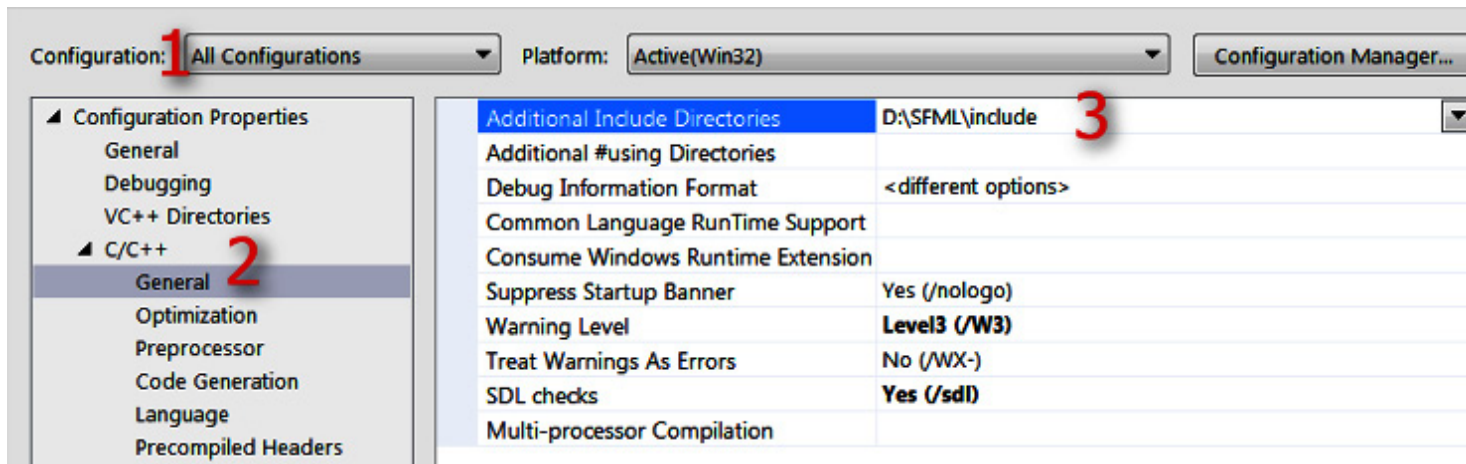 Configuration: 1 All Configurations Platform: Active(Win32) Configuration Manager...
Configuration Properties
General
Debugging
VC++ Directories
C/C++
2
General
Optimization
Preprocessor
Code Generation
Language
Precompiled Headers
Additional Include Directories D:\SFML\include 3
Additional #using Directories
Debug Information Format <different options>
Common Language RunTime Support
Consume Windows Runtime Extension
Suppress Startup Banner Yes (/nologo)
Warning Level Level3 (/W3)
Treat Warnings As Errors No (/WX-)
SDL checks Yes (/sdl)
Multi-processor Compilation